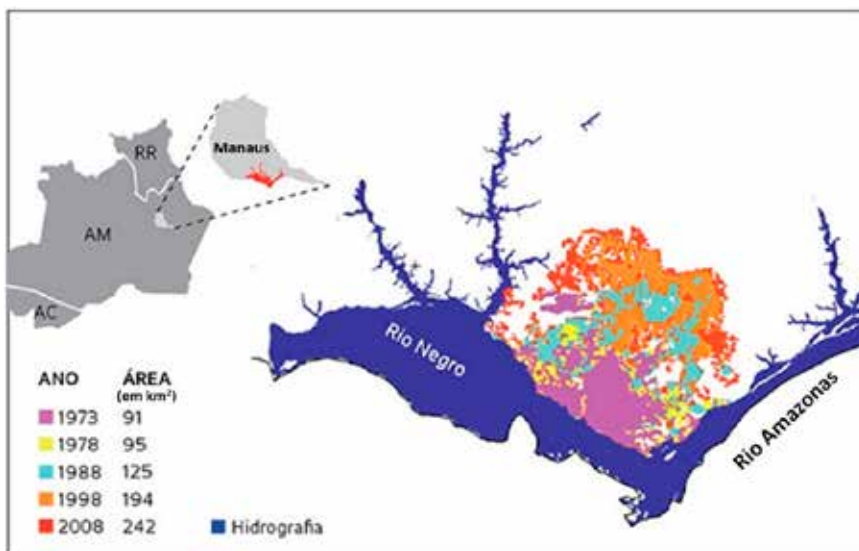 RR
Manaus
AM
AC
Rio Negro
Rio Amazonas
ANO ÁREA
(em km²)
1973 91
1978 95
1988 125
1998 194
2008 242
Hidrografia